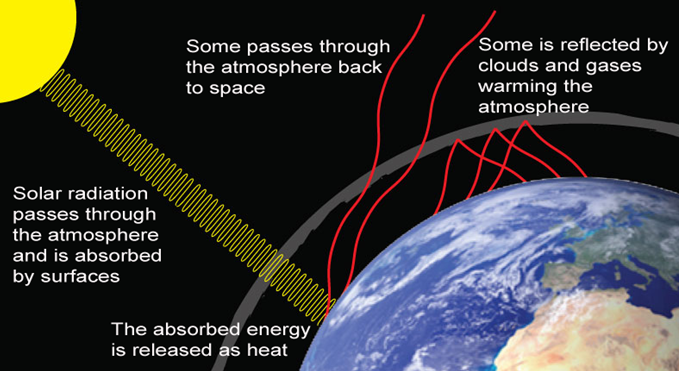 Some passes through
the atmosphere back
to space
Some is reflected by
clouds and gases
warming the
atmosphere
Solar radiation
passes through
the atmosphere
and is absorbed
by surfaces
The absorbed energy
is released as heat